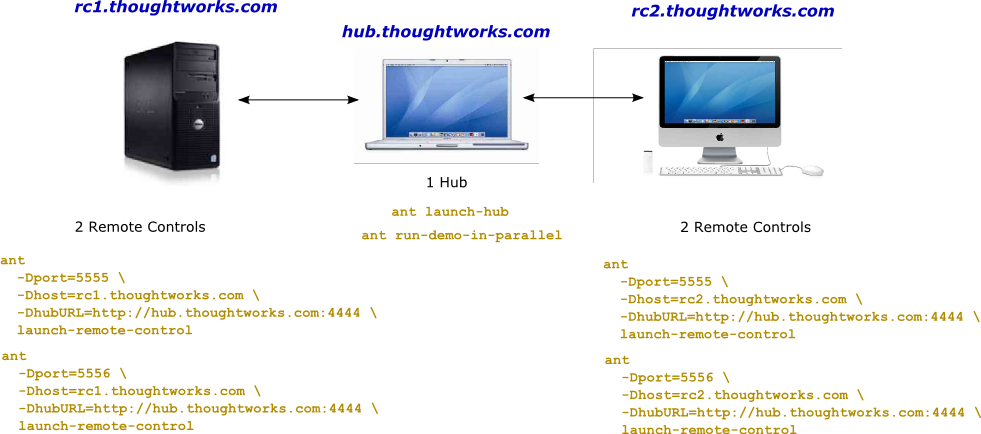 rc1.thoughtworks.com
hub.thoughtworks.com
rc2.thoughtworks.com
1 Hub
ant launch-hub
ant run-demo-in-parallel
2 Remote Controls
ant
-Dport=5555 \
-Dhost=rc1.thoughtworks.com \
-DhubURL=http://hub.thoughtworks.com:4444 \
launch-remote-control
ant
-Dport=5556 \
-Dhost=rc1.thoughtworks.com \
-DhubURL=http://hub.thoughtworks.com:4444 \
launch-remote-control
2 Remote Controls
ant
-Dport=5555 \
-Dhost=rc2.thoughtworks.com \
-DhubURL=http://hub.thoughtworks.com:4444 \
launch-remote-control
ant
-Dport=5556 \
-Dhost=rc2.thoughtworks.com \
-DhubURL=http://hub.thoughtworks.com:4444 \
launch-remote-control